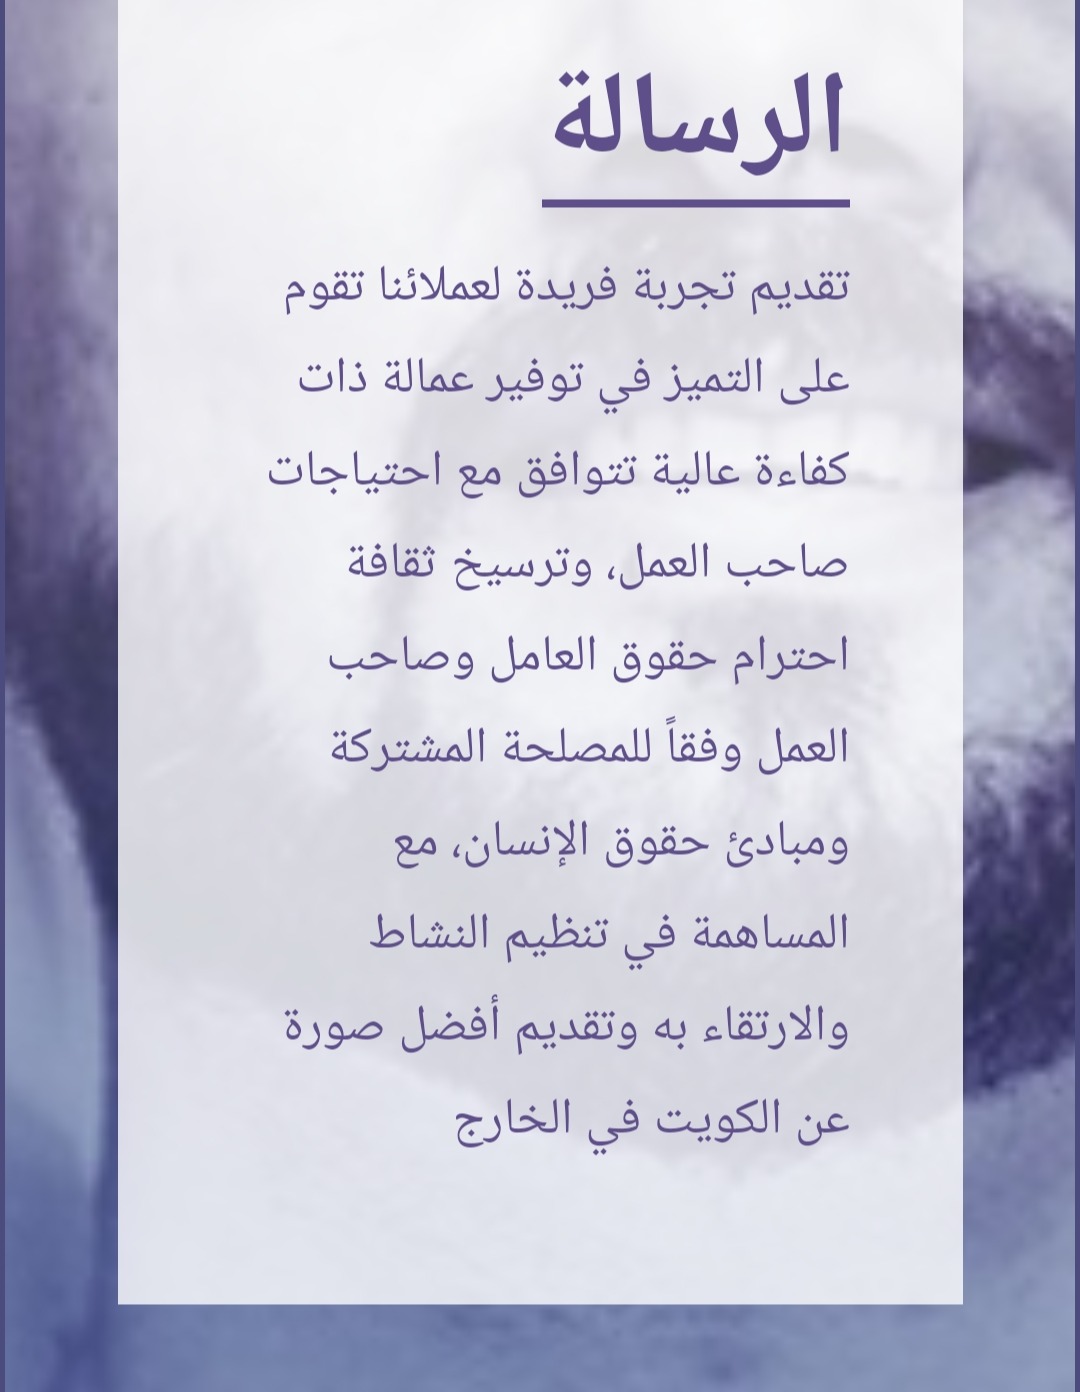 الرسالة
تقديم تجربة فريدة لعملائنا تقوم
على التميز في توفير عمالة ذات
كفاءة عالية تتوافق مع احتياجات
صاحب العمل، وترسيخ ثقافة
احترام حقوق العامل وصاحب
العمل وفقاً للمصلحة المشتركة
ومبادئ حقوق الإنسان، مع
المساهمة في تنظيم النشاط
والارتقاء به وتقديم أفضل صورة
عن الكويت في الخارج